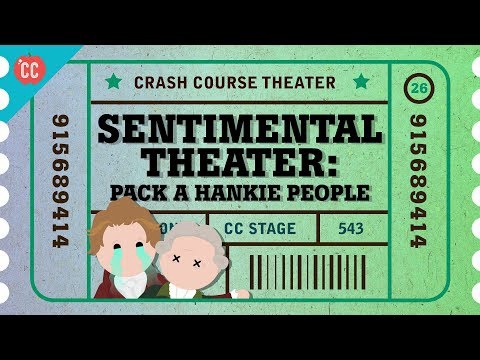 CC
CRASH COURSE THEATER
26
915689414
SENTIMENTAL
THEATER:
PACK A HANKIE PEOPLE
915689414
CC STAGE
543